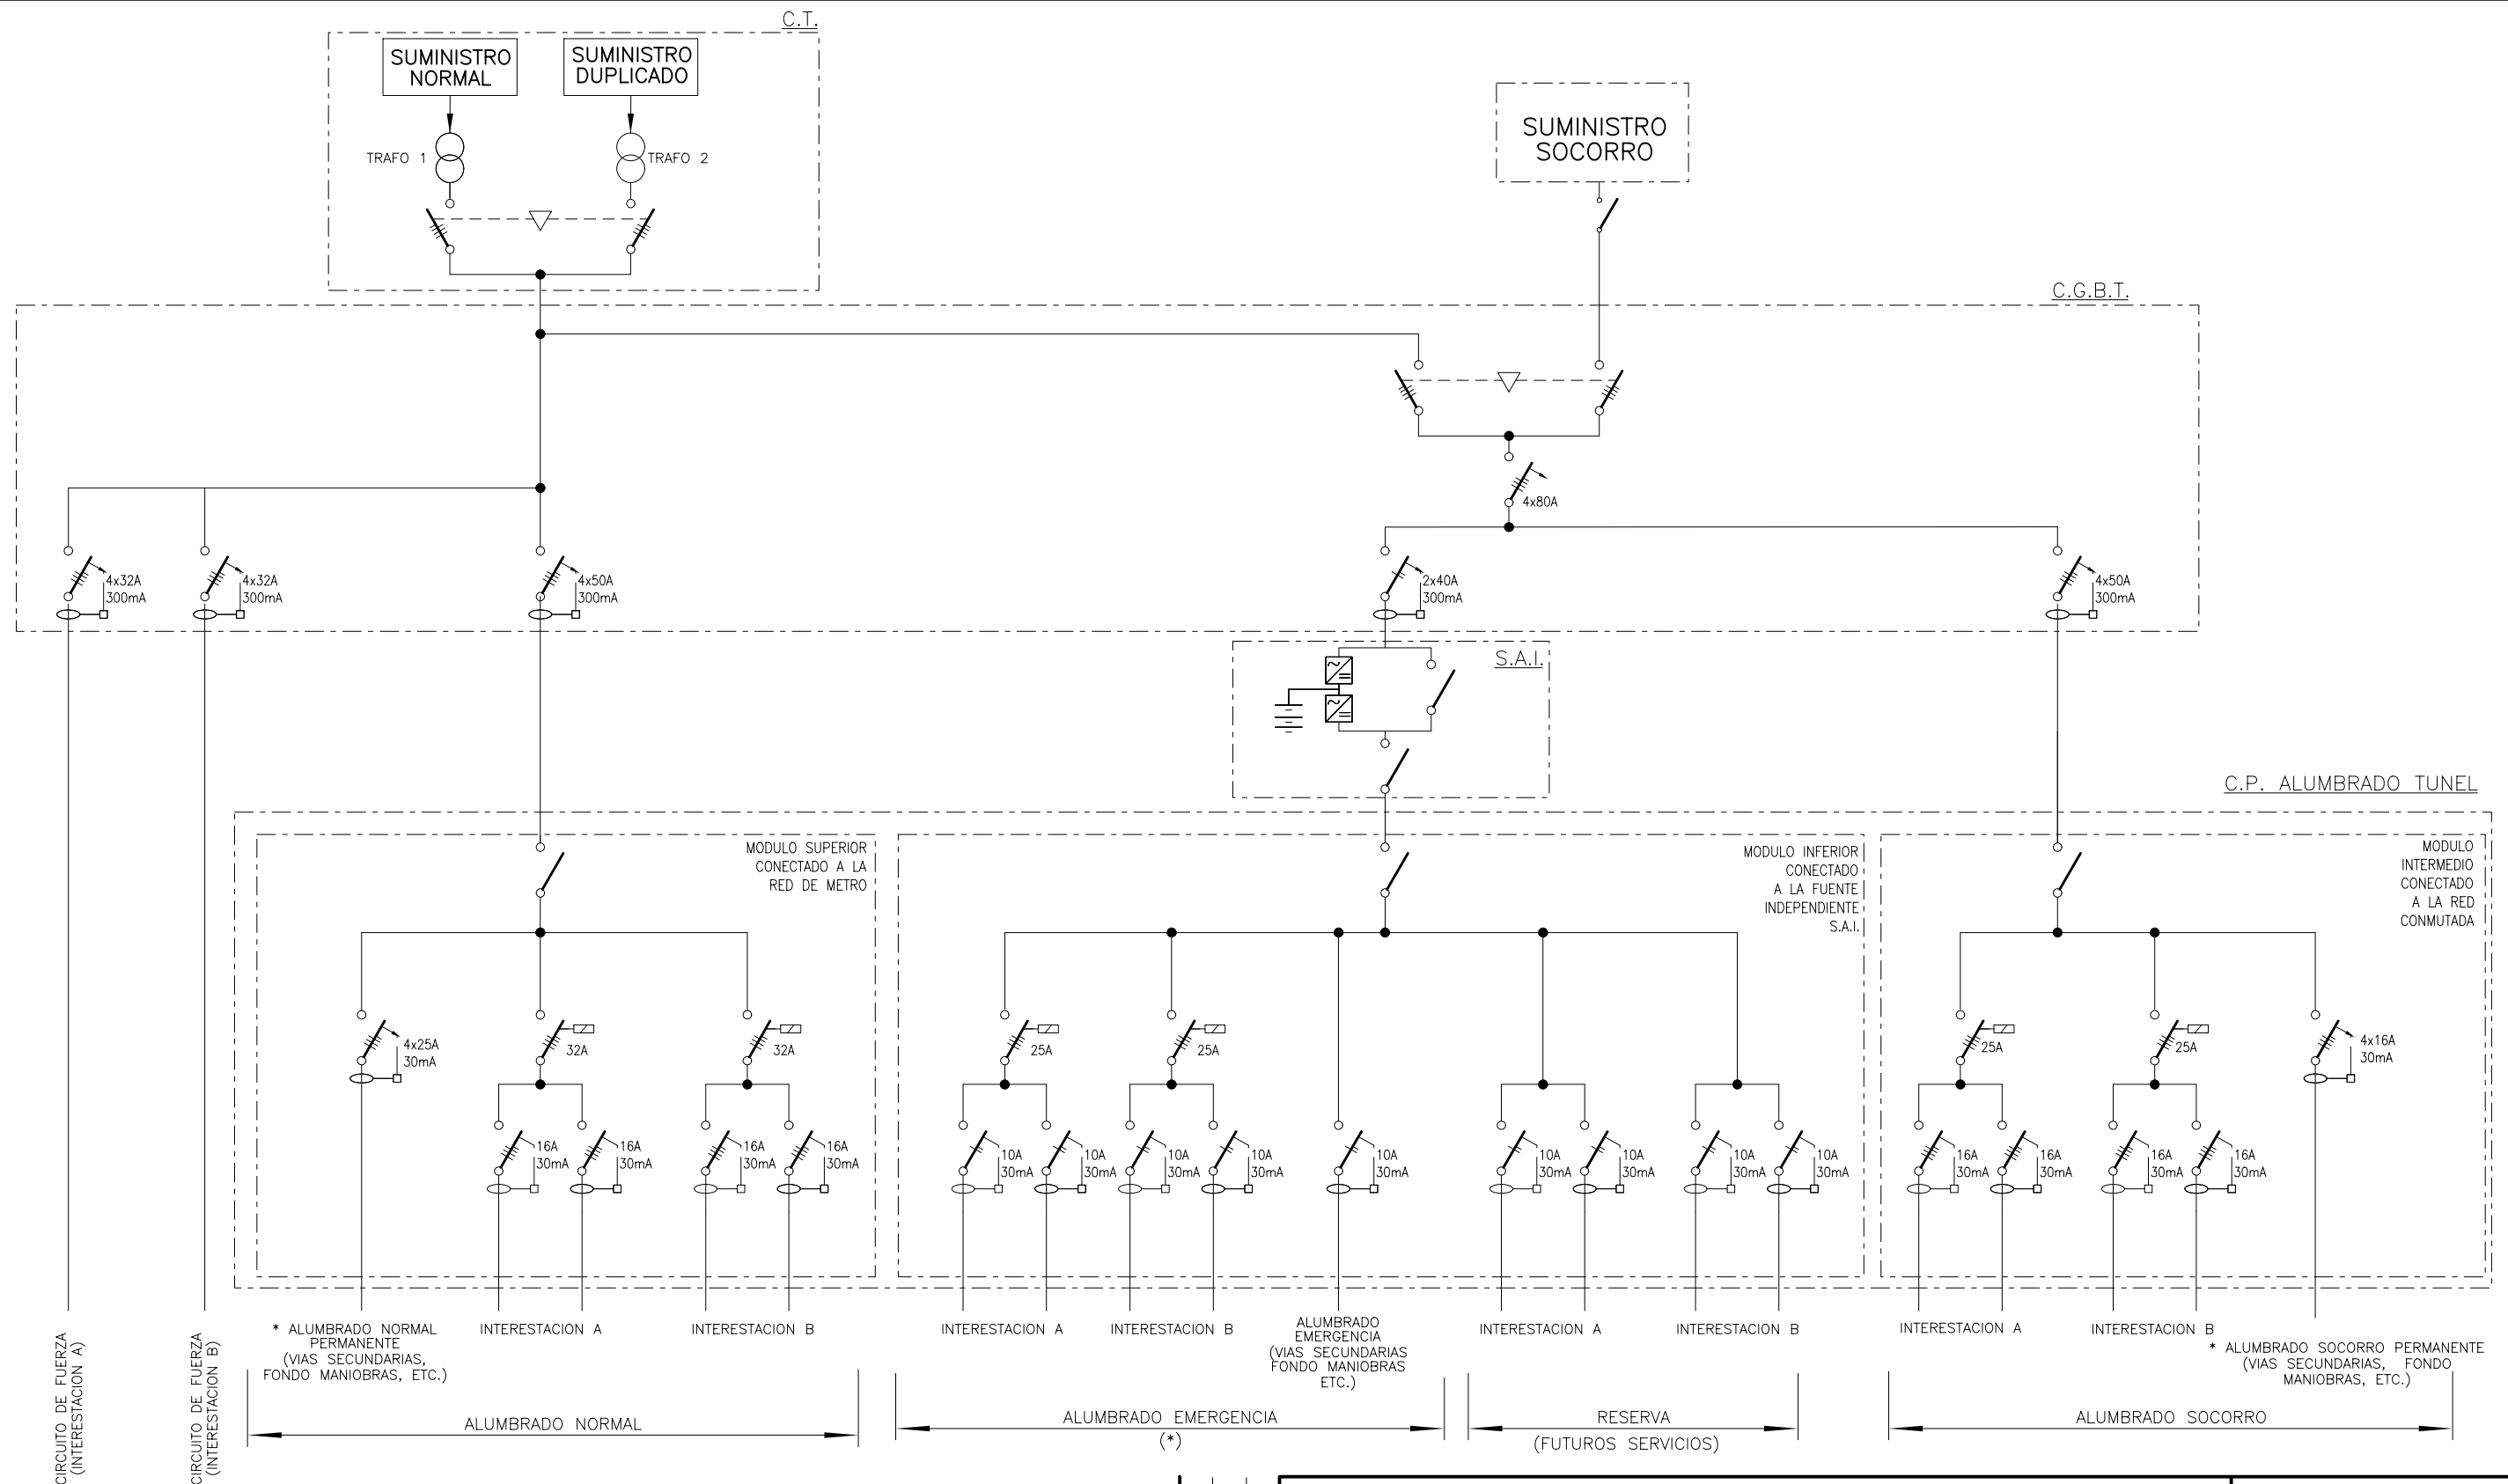 C.T.
SUMINISTRO
NORMAL
SUMINISTRO
DUPLICADO
TRAFO 1
TRAFO 2
SUMINISTRO
SOCORRO
C.G.B.T.
4x80A
4x32A
300mA
4x32A
300mA
4x50A
300mA
2x40A
300mA
4x50A
300mA
S.A.I.
C.P. ALUMBRADO TUNEL
MODULO SUPERIOR
CONECTADO A LA
RED DE METRO
MODULO INFERIOR
CONECTADO
A LA FUENTE
INDEPENDIENTE
S.A.I.
MODULO
INTERMEDIO
CONECTADO
A LA RED
CONMUTADA
4x25A
30mA
32A
32A
25A
25A
25A
25A
4x16A
30mA
16A
30mA
16A
30mA
16A
30mA
16A
30mA
10A
30mA
10A
30mA
10A
30mA
10A
30mA
10A
30mA
10A
30mA
10A
30mA
10A
30mA
10A
30mA
16A
30mA
16A
30mA
16A
30mA
16A
30mA
CIRCUITO DE FUERZA
(INTERESTACION A)
CIRCUITO DE FUERZA
(INTERESTACION B)
* ALUMBRADO NORMAL
PERMANENTE
(VIAS SECUNDARIAS,
FONDO MANIOBRAS, ETC.)
INTERESTACION A
INTERESTACION B
INTERESTACION A
INTERESTACION B
ALUMBRADO
EMERGENCIA
(VIAS SECUNDARIAS
FONDO MANIOBRAS
ETC.)
INTERESTACION A
INTERESTACION B
INTERESTACION A
INTERESTACION B
* ALUMBRADO SOCORRO PERMANENTE
(VIAS SECUNDARIAS, FONDO
MANIOBRAS, ETC.)
ALUMBRADO NORMAL
ALUMBRADO EMERGENCIA
(*)
RESERVA
(FUTUROS SERVICIOS)
ALUMBRADO SOCORRO